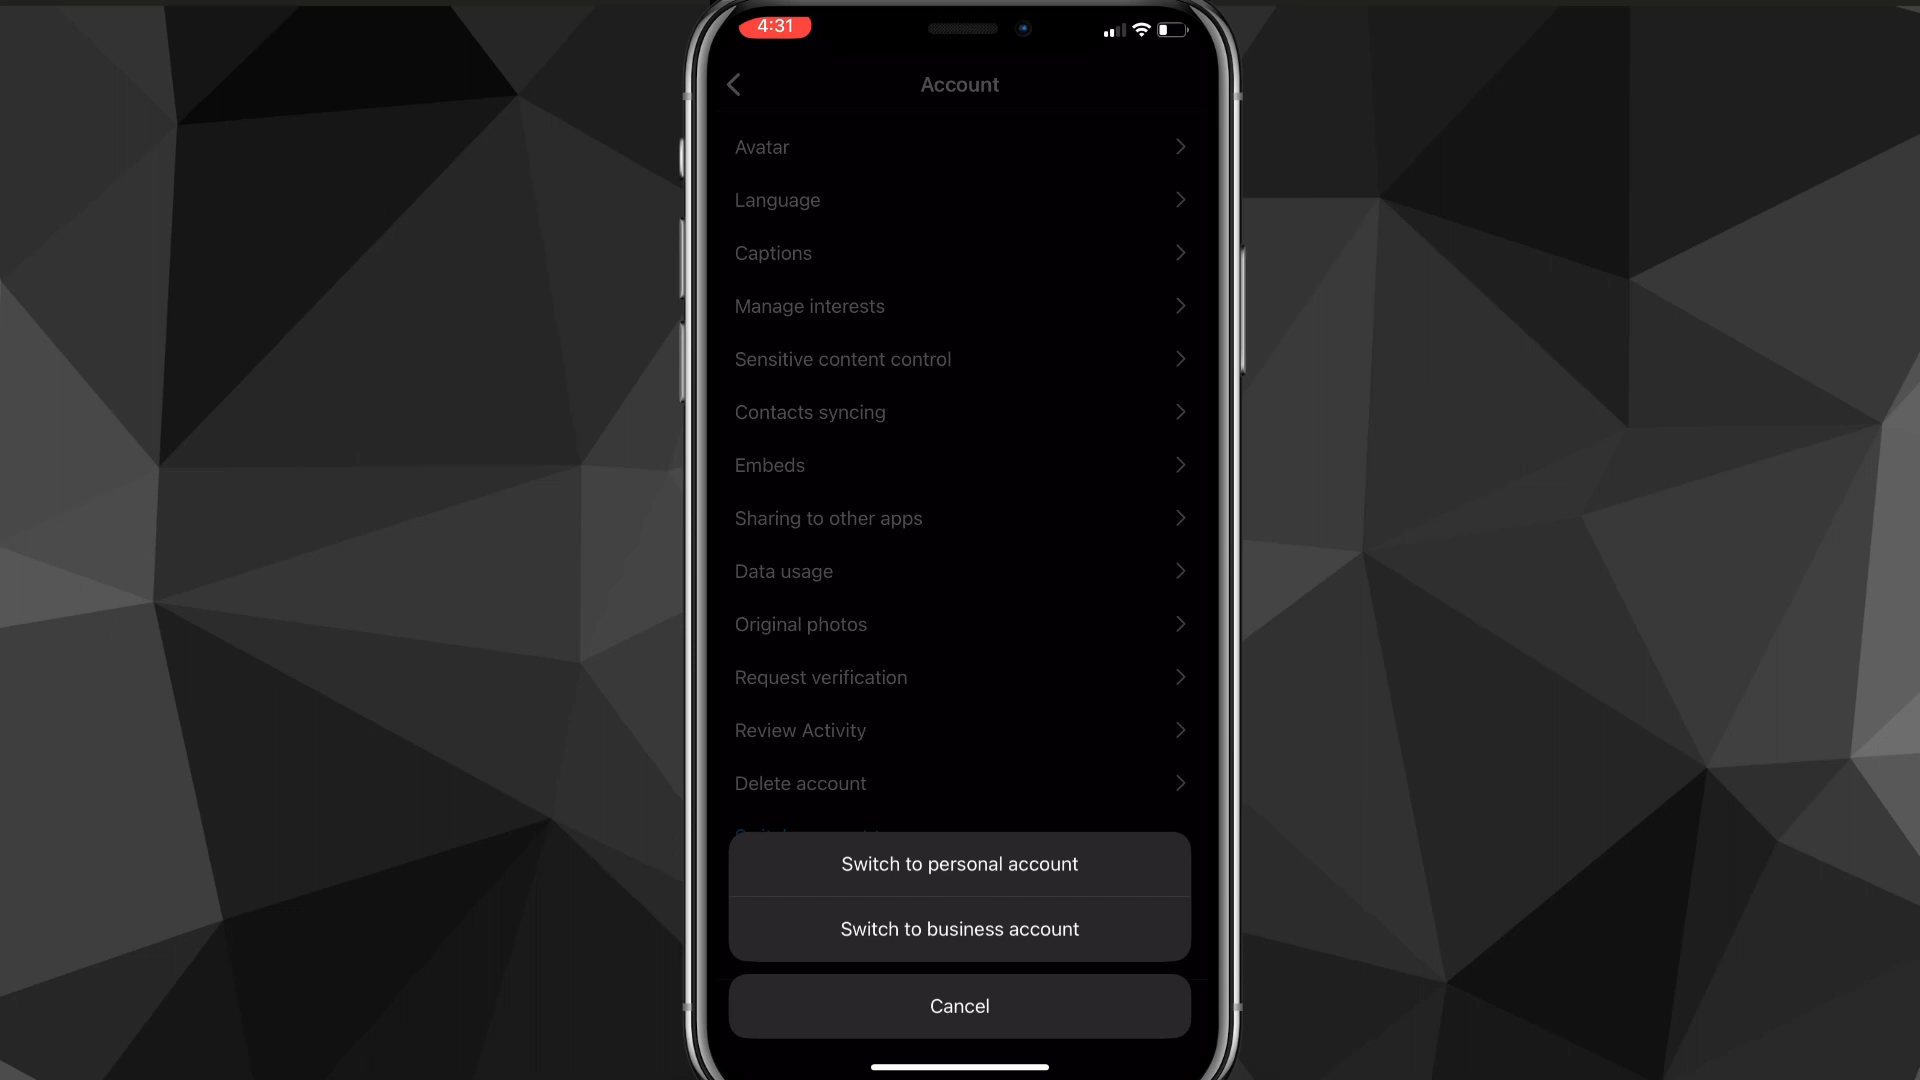 4:31
Account
Avatar
Language
Captions
Manage interests
Sensitive content control
Contacts syncing
Embeds
Sharing to other apps
Data usage
Original photos
Request verification
Review Activity
Delete account
Switch to personal account
Switch to business account
Cancel